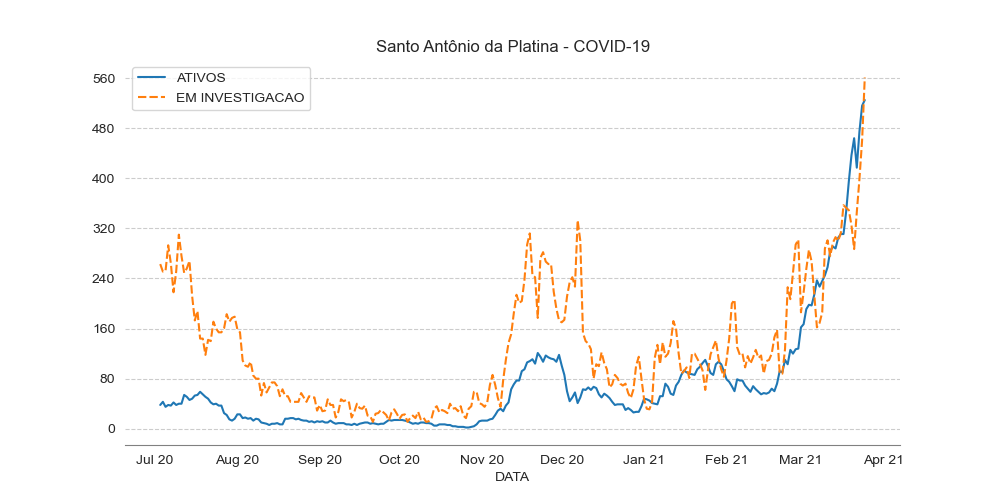 Santo Antônio da Platina - COVID-19
ATIVOS
EM INVESTIGACAO
560
480
400
320
240
160
80
0
Jul 20 Aug 20 Sep 20 Oct 20 Nov 20 Dec 20 Jan 21 Feb 21 Mar 21 Apr 21
DATA